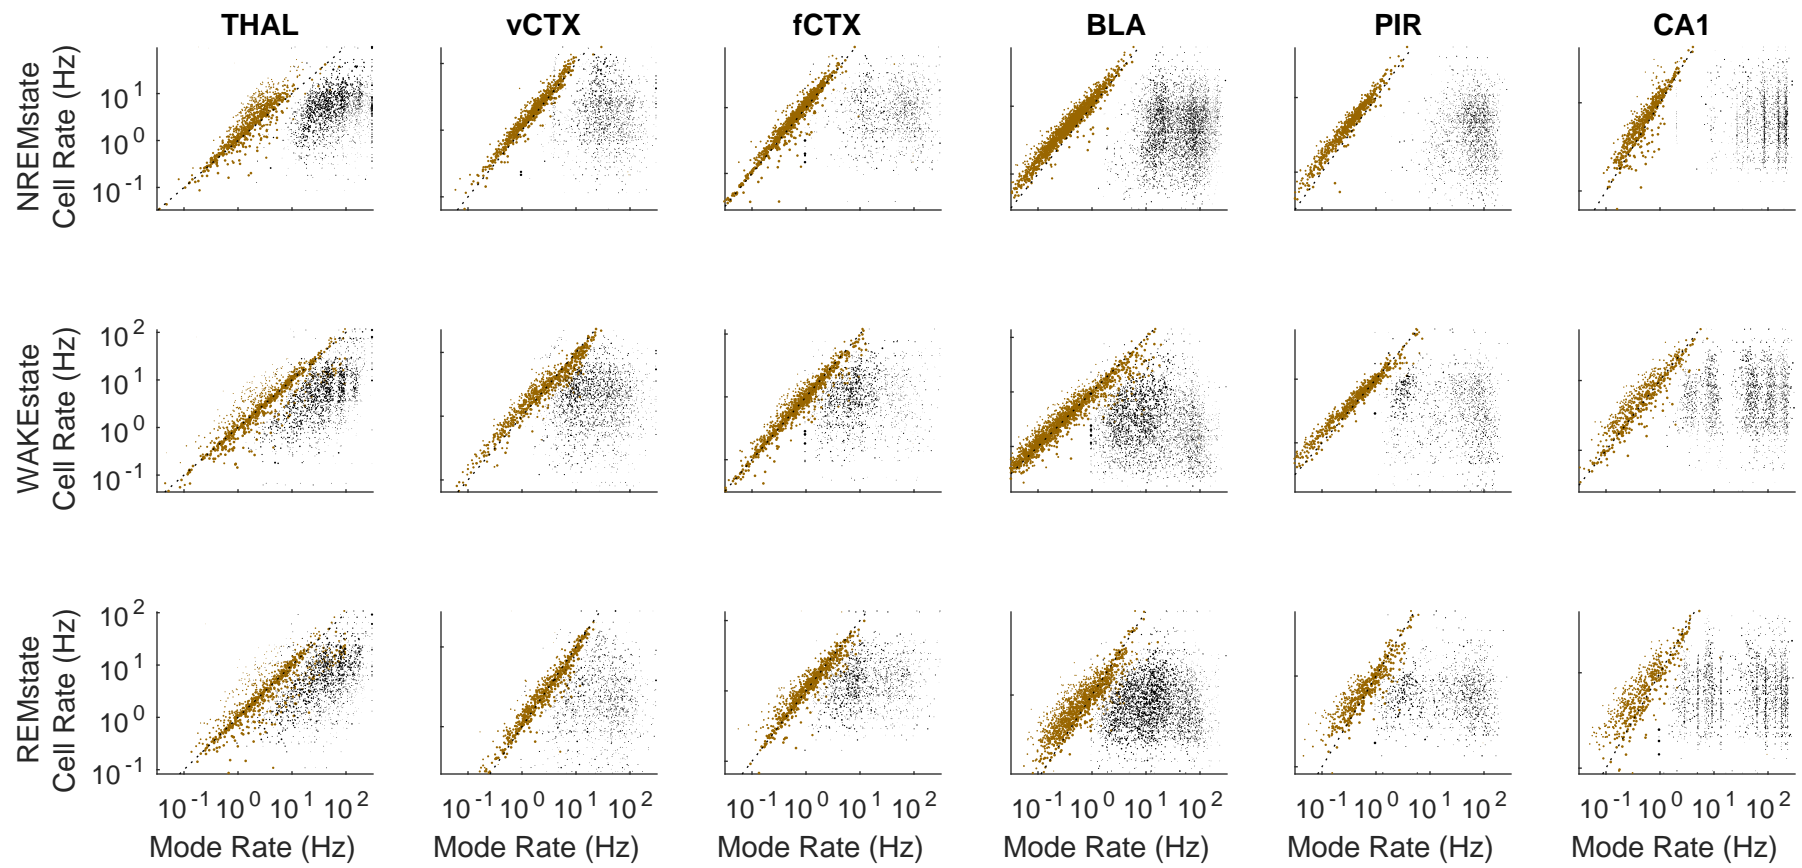 THAL vCTX fCTX BLA PIR CA1
NREMstate
Cell Rate (Hz)
10^1
10^0
10^-1
WAKEstate
Cell Rate (Hz)
10^2
10^1
10^0
10^-1
REMstate
Cell Rate (Hz)
10^2
10^1
10^0
10^-1
10^-1 10^0 10^1 10^2 10^-1 10^0 10^1 10^2 10^-1 10^0 10^1 10^2 10^-1 10^0 10^1 10^2 10^-1 10^0 10^1 10^2 10^-1 10^0 10^1 10^2
Mode Rate (Hz) Mode Rate (Hz) Mode Rate (Hz) Mode Rate (Hz) Mode Rate (Hz) Mode Rate (Hz)